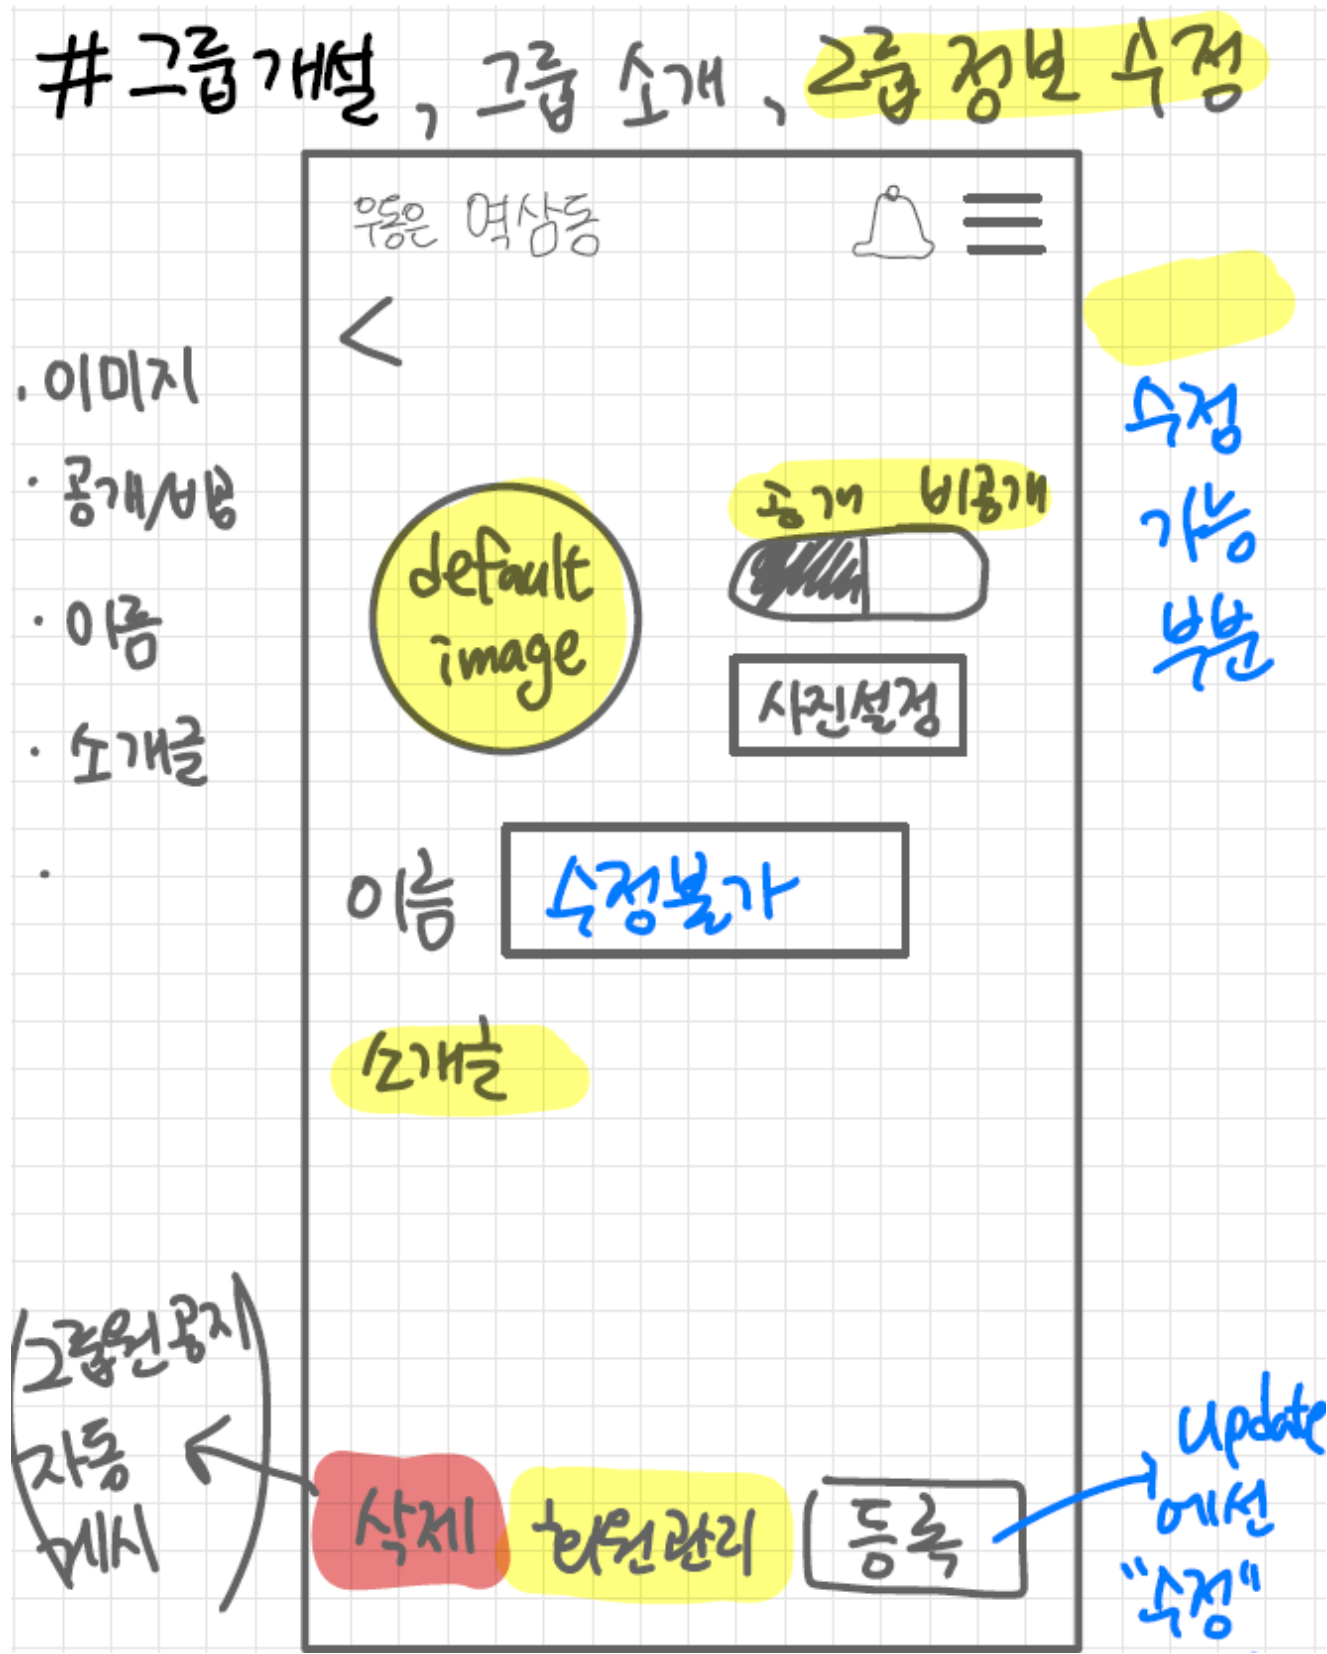 #그룹개설, 그룹 소개, 그룹 정보 수정
우동은 역삼동
<
. 이미지
· 공개/비공
· 이름
· 소개글
·
수정
가능
부분
공개 비공개
default
image
사진설정
이름 수정불가
소개글
(그룹원공지
자동
메시)
삭제 회원관리 등록
update
에선
"수정"